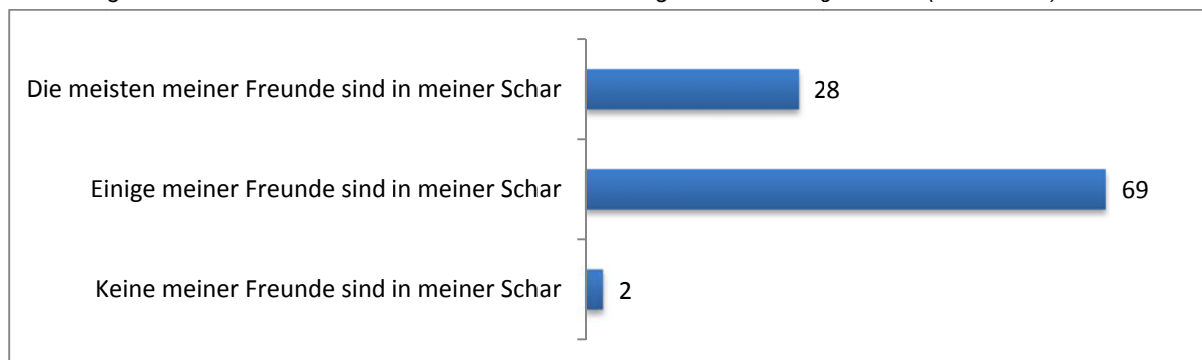 Die meisten meiner Freunde sind in meiner Schar
28
Einige meiner Freunde sind in meiner Schar
69
Keine meiner Freunde sind in meiner Schar
2